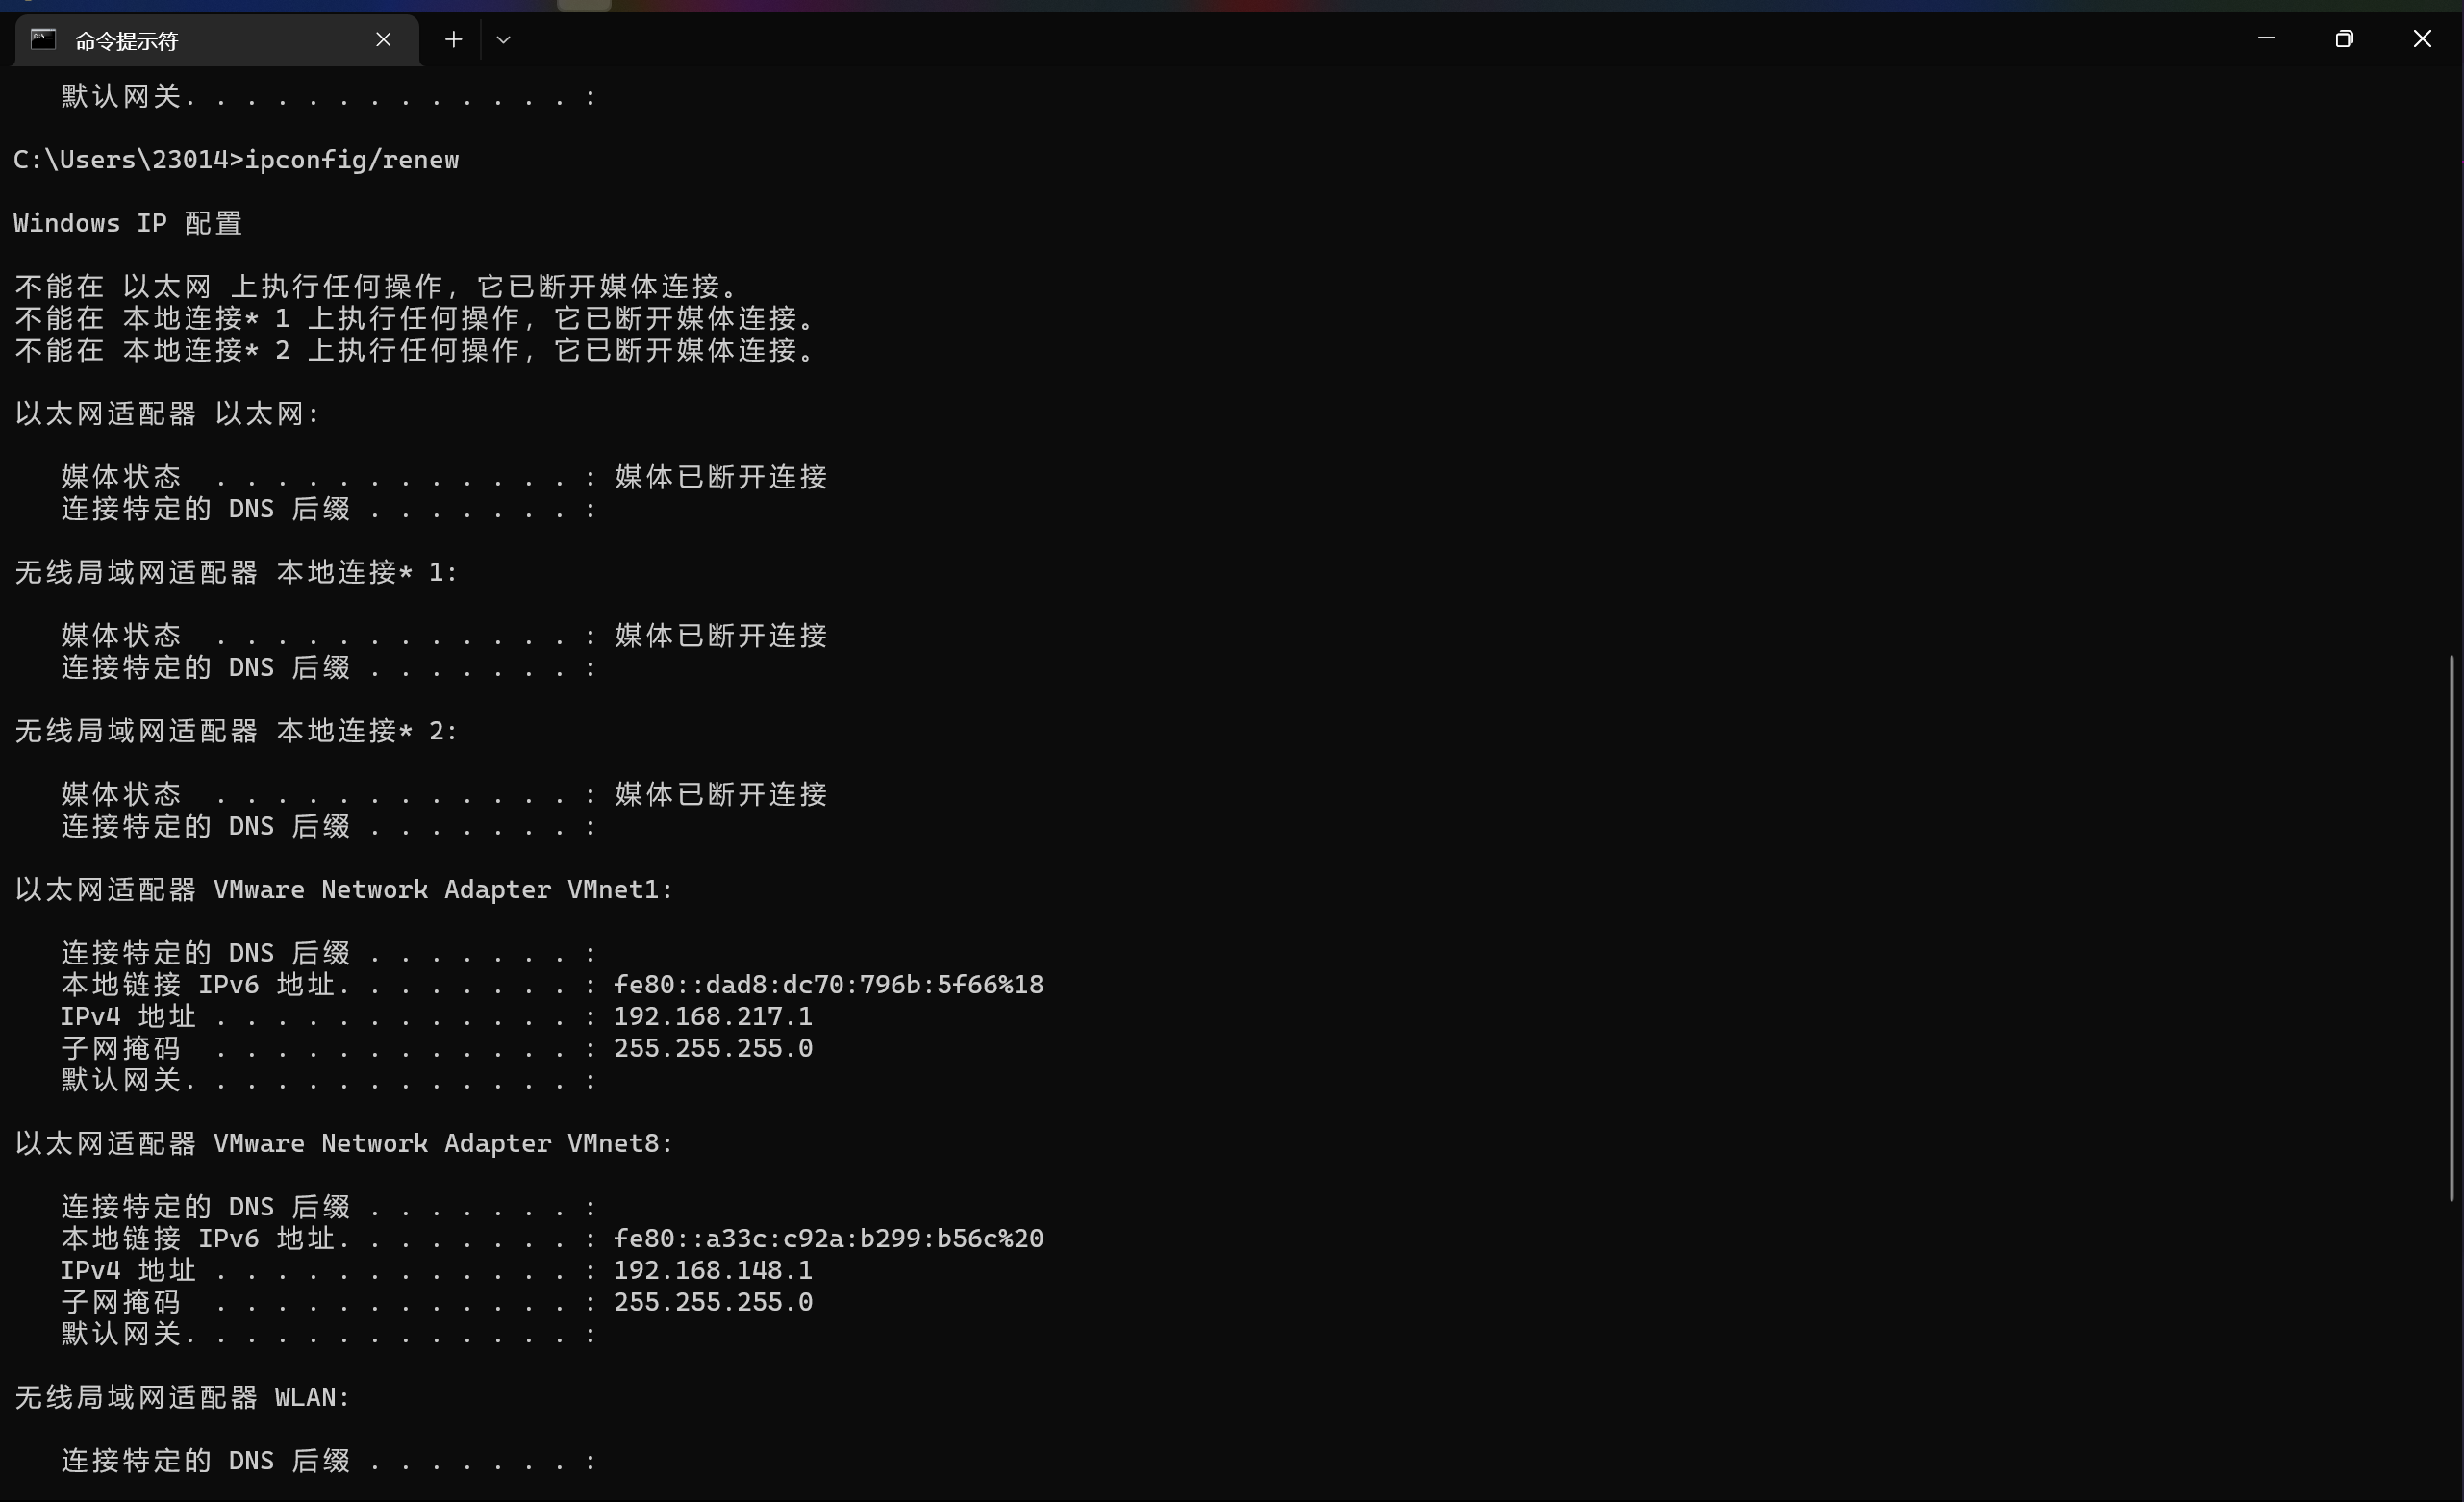 命令提示符
默认网关. . . . . . . . . . . . . :
C:\Users\23014>ipconfig/renew
Windows IP 配置
不能在 以太网 上执行任何操作，它已断开媒体连接。
不能在 本地连接* 1 上执行任何操作，它已断开媒体连接。
不能在 本地连接* 2 上执行任何操作，它已断开媒体连接。
以太网适配器 以太网:
媒体状态  . . . . . . . . . . . . . : 媒体已断开连接
连接特定的 DNS 后缀 . . . . . . . :
无线局域网适配器 本地连接* 1:
媒体状态  . . . . . . . . . . . . . : 媒体已断开连接
连接特定的 DNS 后缀 . . . . . . . :
无线局域网适配器 本地连接* 2:
媒体状态  . . . . . . . . . . . . . : 媒体已断开连接
连接特定的 DNS 后缀 . . . . . . . :
以太网适配器 VMware Network Adapter VMnet1:
连接特定的 DNS 后缀 . . . . . . . :
本地链接 IPv6 地址. . . . . . . . : fe80::dad8:dc70:796b:5f66%18
IPv4 地址 . . . . . . . . . . . . : 192.168.217.1
子网掩码  . . . . . . . . . . . . : 255.255.255.0
默认网关. . . . . . . . . . . . . :
以太网适配器 VMware Network Adapter VMnet8:
连接特定的 DNS 后缀 . . . . . . . :
本地链接 IPv6 地址. . . . . . . . : fe80::a33c:c92a:b299:b56c%20
IPv4 地址 . . . . . . . . . . . . : 192.168.148.1
子网掩码  . . . . . . . . . . . . : 255.255.255.0
默认网关. . . . . . . . . . . . . :
无线局域网适配器 WLAN:
连接特定的 DNS 后缀 . . . . . . . :